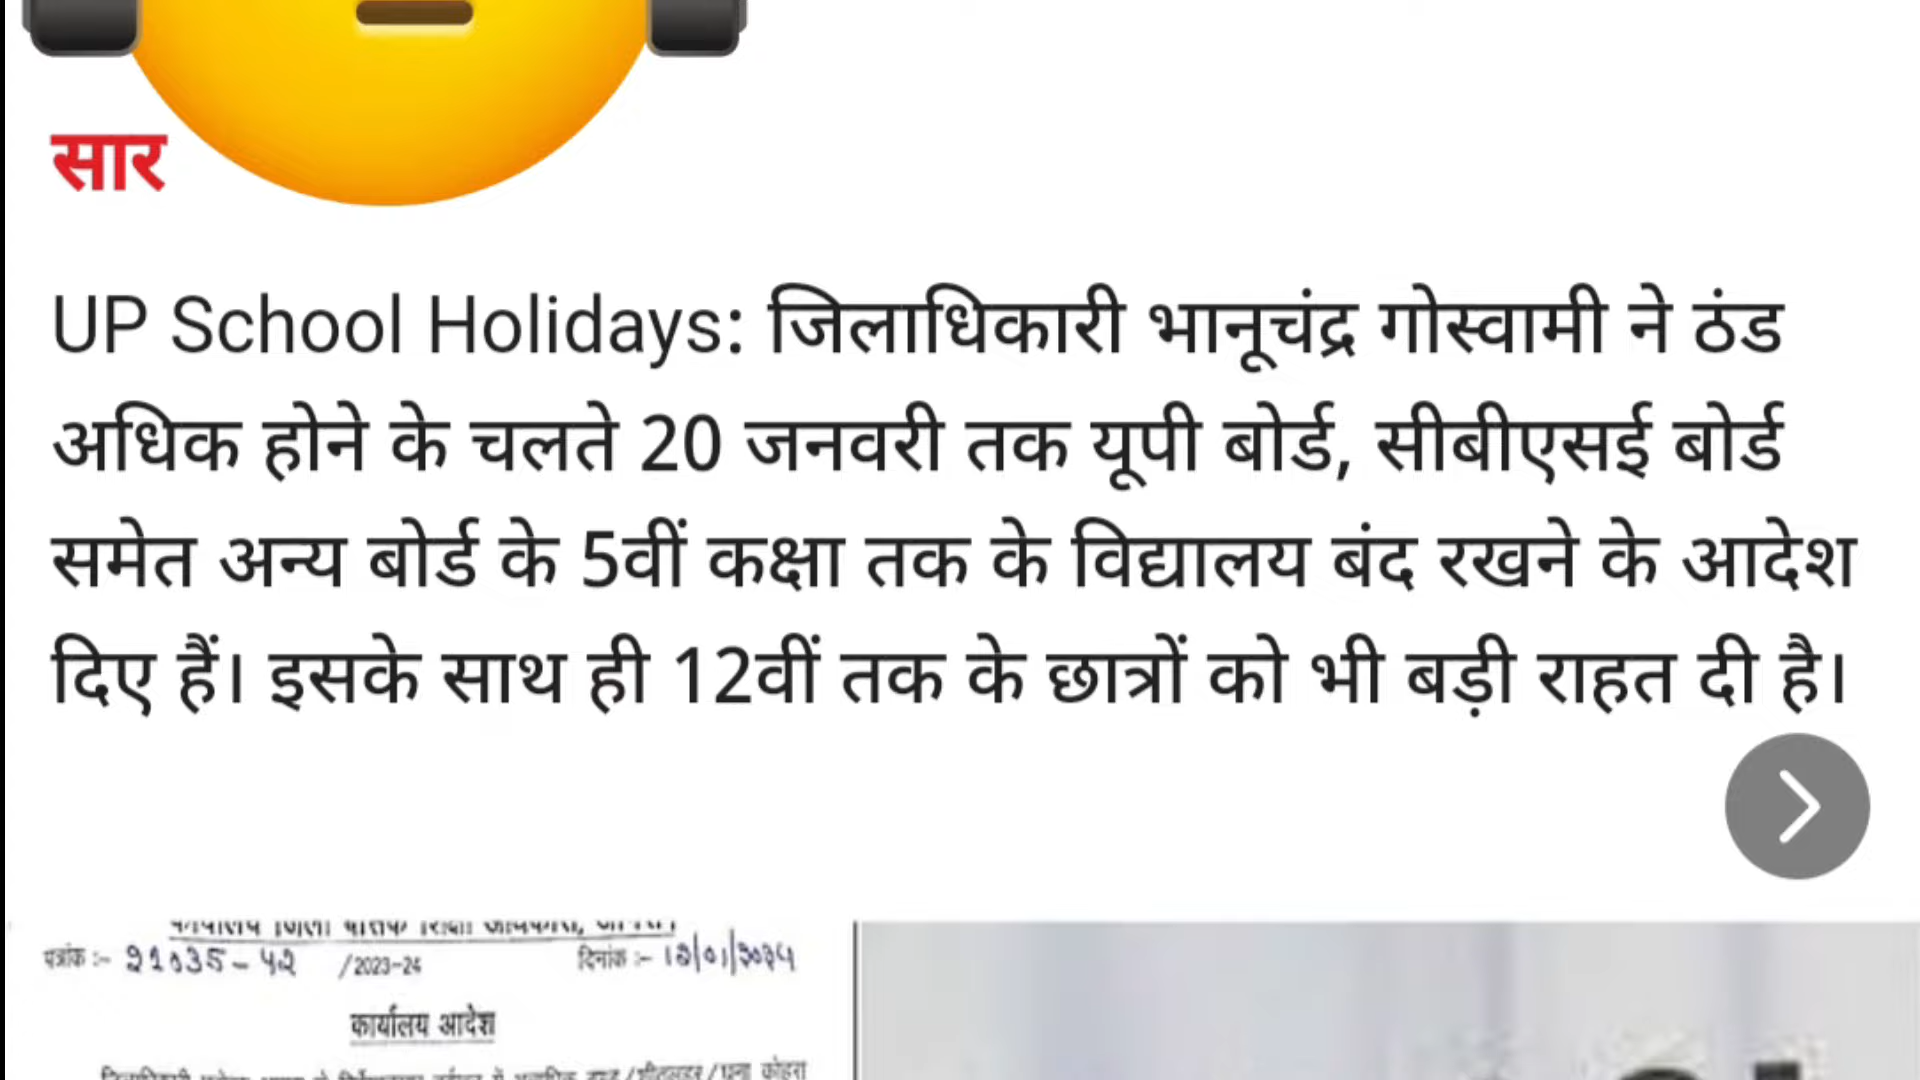 सार
UP School Holidays: जिलाधिकारी भानूचंद्र गोस्वामी ने ठंड
अधिक होने के चलते 20 जनवरी तक यूपी बोर्ड, सीबीएसई बोर्ड
समेत अन्य बोर्ड के 5वीं कक्षा तक के विद्यालय बंद रखने के आदेश
दिए हैं। इसके साथ ही 12वीं तक के छात्रों को भी बड़ी राहत दी है।
पत्रांक :- /2023-24 दिनांक :-
कार्यालय आदेश